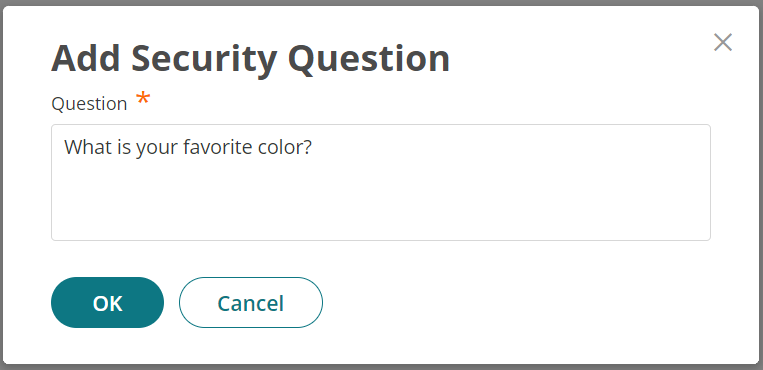 Add Security Question
Question *
What is your favorite color?
OK
Cancel